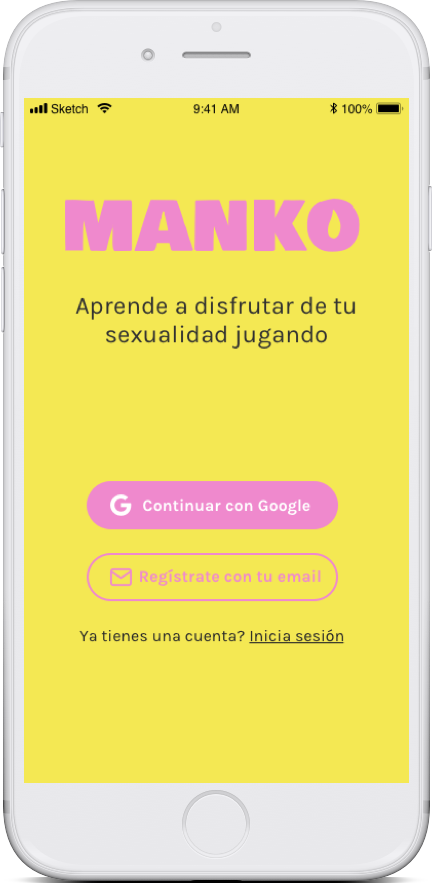 Sketch 9:41 AM 100%
MANKO
Aprende a disfrutar de tu
sexualidad jugando
G Continuar con Google
Regístrate con tu email
Ya tienes una cuenta? Inicia sesión